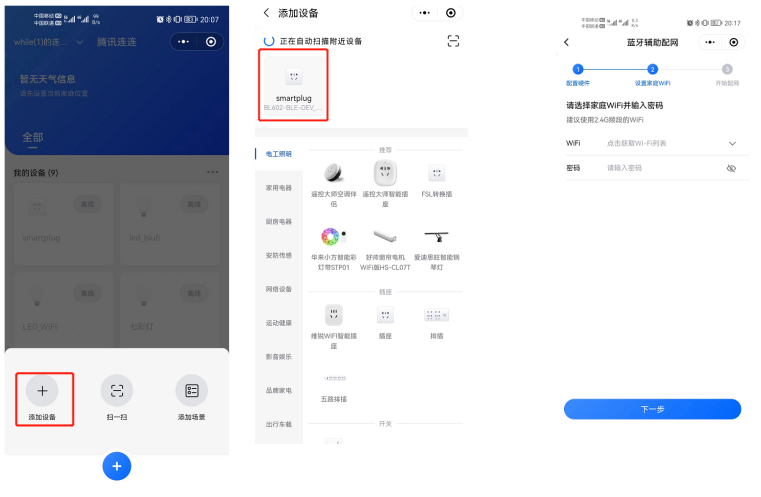 中国移动 HD
中国联通 HD
0
K/s
20:07
while(1)的连...
腾讯连连
暂无天气信息
请先设置当前家庭位置
全部
我的设备 (9)
离线
离线
smartplug
led_blufi
离线
离线
LED_WIFI
七彩灯
添加设备
扫一扫
添加场景
添加设备
正在自动扫描附近设备
smartplug
BL602-BLE-DEV_...
电工照明
家用电器
厨房电器
安防传感
网络设备
运动健康
影音娱乐
品牌家电
出行车载
推荐
遥控大师空调伴
侣
遥控大师智能插
座
FSL转换插
华来小方智能彩
灯带STP01
好师窗帘电机
WiFi版HS-CL07T
爱迪思旺智能钢
琴灯
插座
维锐WIFI智能插
座
插座
排插
五路排插
开关
中国移动 HD
中国联通 HD
K/s
20:17
蓝牙辅助配网
1
2
3
配置硬件
设置家庭WiFi
开始配网
请选择家庭WiFi并输入密码
建议使用2.4G频段的WiFi
WiFi
点击获取Wi-Fi列表
密码
请输入密码
下一步